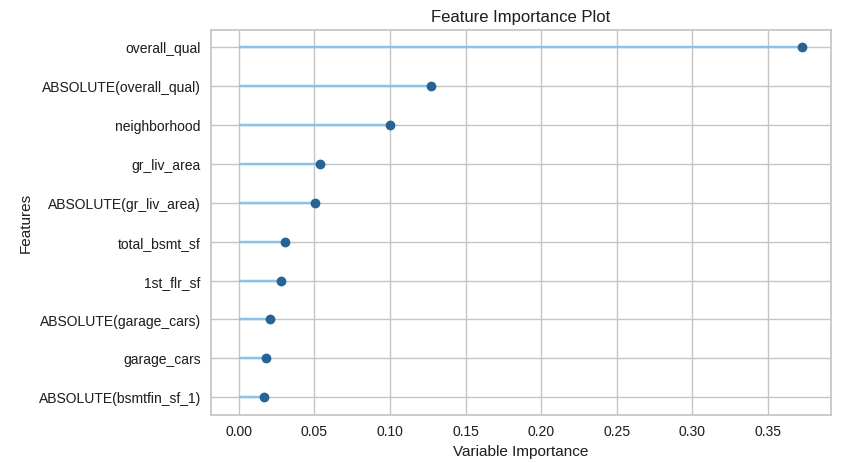 Feature Importance Plot
overall_qual
ABSOLUTE(overall_qual)
neighborhood
gr_liv_area
ABSOLUTE(gr_liv_area)
total_bsmt_sf
1st_flr_sf
ABSOLUTE(garage_cars)
garage_cars
ABSOLUTE(bsmtfin_sf_1)
Features
0.00 0.05 0.10 0.15 0.20 0.25 0.30 0.35
Variable Importance